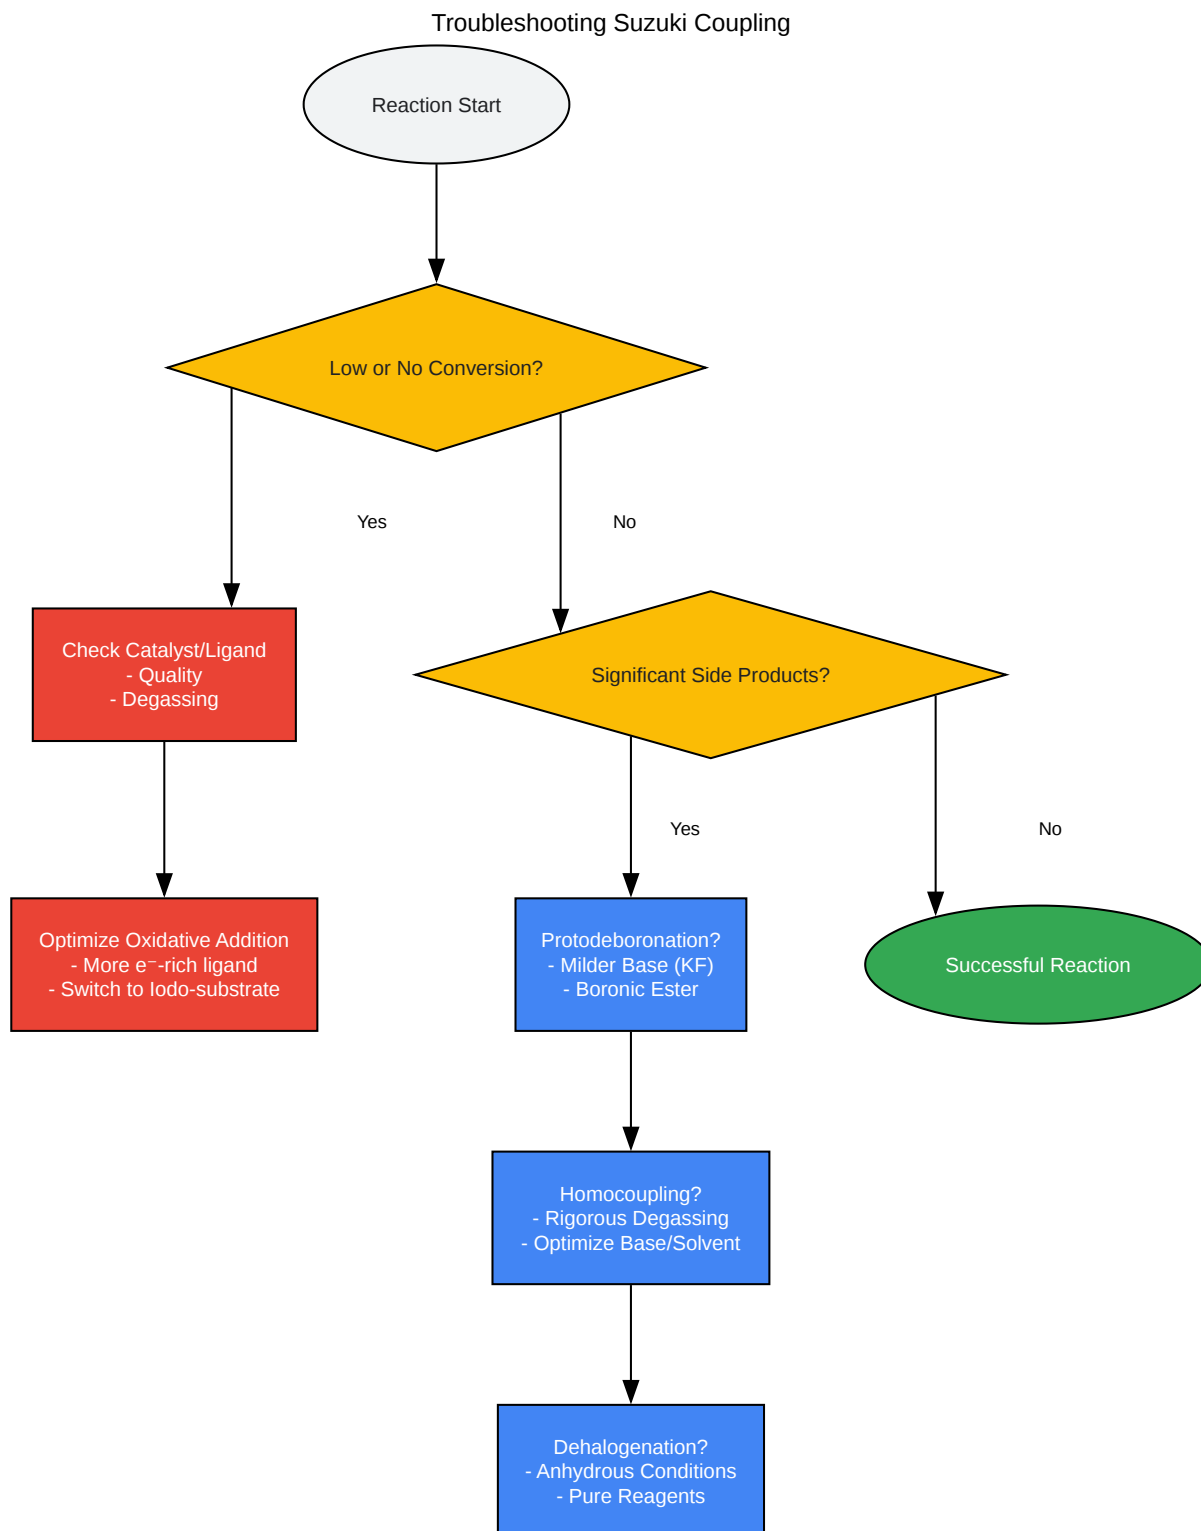 Troubleshooting Suzuki Coupling
Reaction Start
Low or No Conversion?
Yes
No
Check Catalyst/Ligand
- Quality
- Degassing
Significant Side Products?
Yes
No
Optimize Oxidative Addition
- More e⁻-rich ligand
- Switch to Iodo-substrate
Protodeboronation?
- Milder Base (KF)
- Boronic Ester
Successful Reaction
Homocoupling?
- Rigorous Degassing
- Optimize Base/Solvent
Dehalogenation?
- Anhydrous Conditions
- Pure Reagents